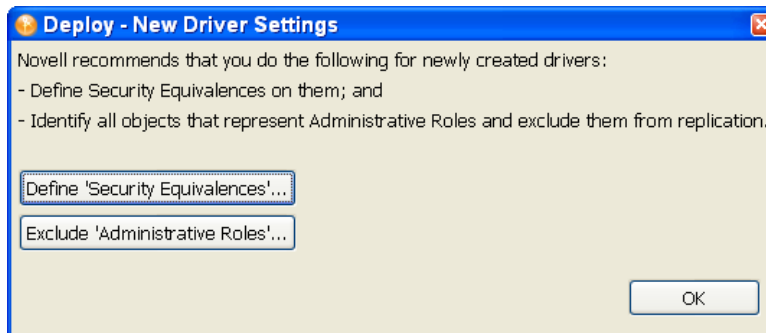 Deploy - New Driver Settings
Novell recommends that you do the following for newly created drivers:
- Define Security Equivalences on them; and
- Identify all objects that represent Administrative Roles and exclude them from replication.
Define 'Security Equivalences'...
Exclude 'Administrative Roles'...
OK